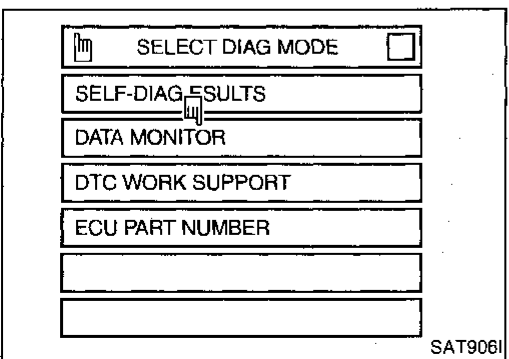 SELECT DIAG MODE
SELF-DIAG ESULTS
DATA MONITOR
DTC WORK SUPPORT
ECU PART NUMBER
SAT906I